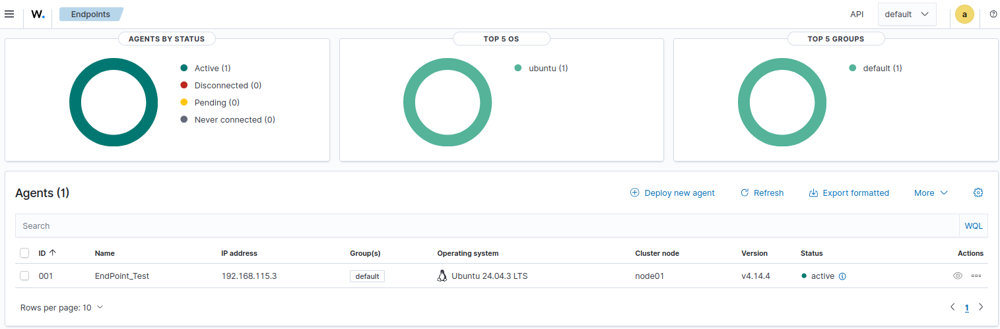 W. Endpoints API default a
AGENTS BY STATUS TOP 5 OS TOP 5 GROUPS
Active (1) ubuntu (1) default (1)
Disconnected (0)
Pending (0)
Never connected (0)
Agents (1) Deploy new agent Refresh Export formatted More
Search WQL
ID Name IP address Group(s) Operating system Cluster node Version Status Actions
001 EndPoint_Test 192.168.115.3 default Ubuntu 24.04.3 LTS node01 v4.14.4 active
Rows per page: 10 1